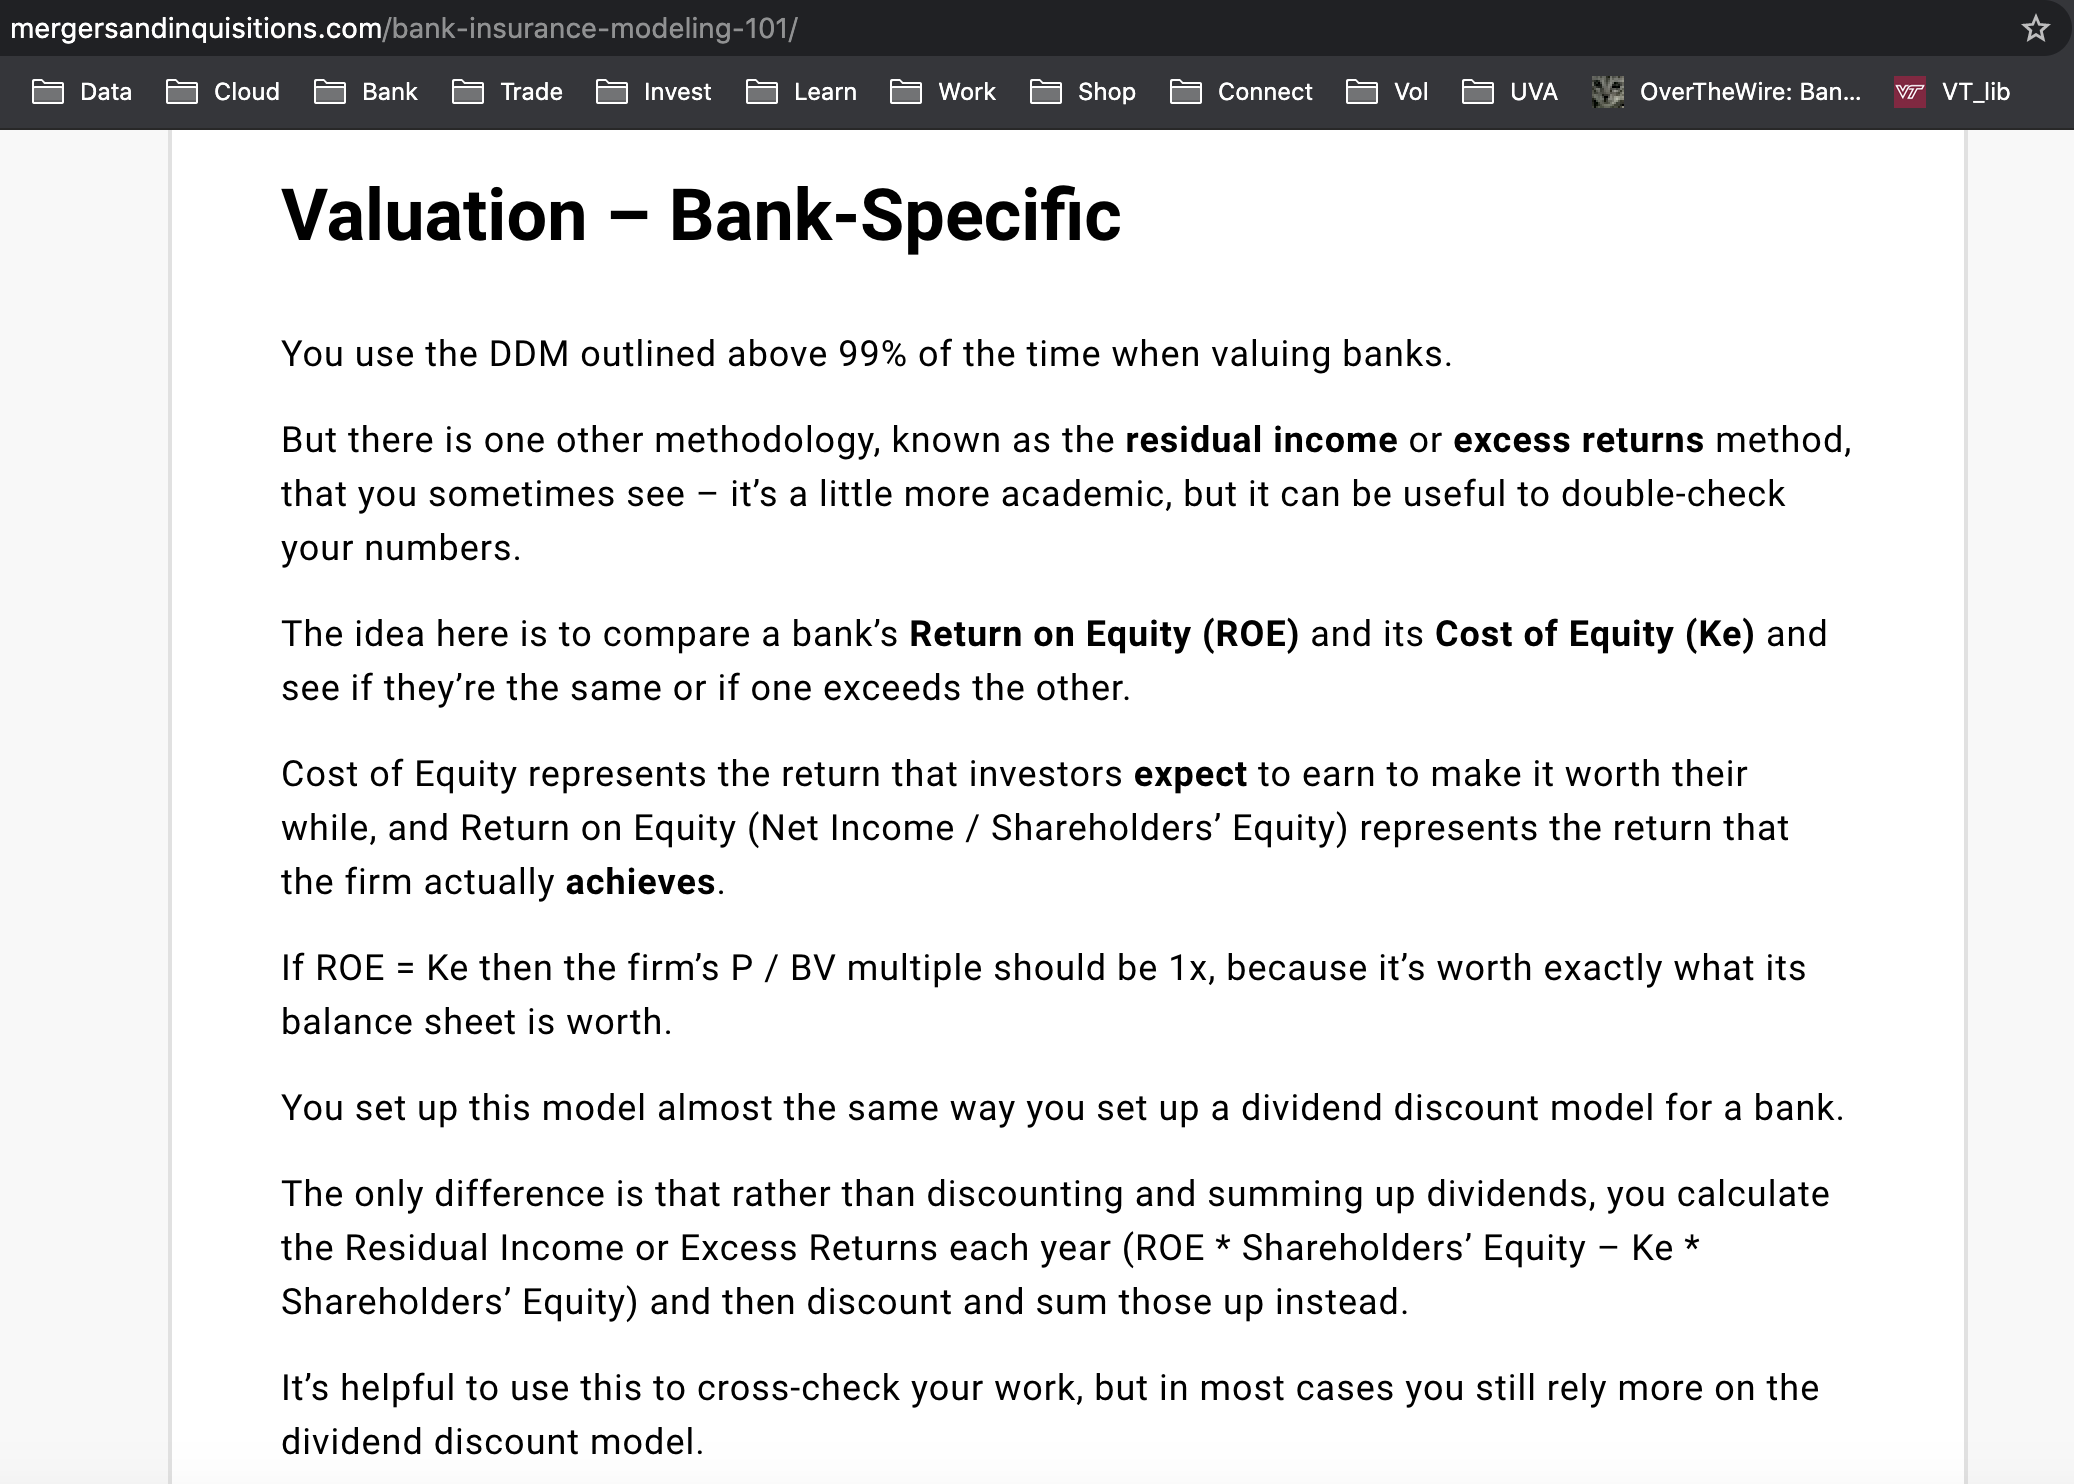 mergersandinquisitions.com/bank-insurance-modeling-101/
Data Cloud Bank Trade Invest Learn Work Shop Connect Vol UVA OverTheWire: Ban... VT VT_lib
Valuation – Bank-Specific
You use the DDM outlined above 99% of the time when valuing banks.
But there is one other methodology, known as the residual income or excess returns method,
that you sometimes see – it’s a little more academic, but it can be useful to double-check
your numbers.
The idea here is to compare a bank’s Return on Equity (ROE) and its Cost of Equity (Ke) and
see if they’re the same or if one exceeds the other.
Cost of Equity represents the return that investors expect to earn to make it worth their
while, and Return on Equity (Net Income / Shareholders’ Equity) represents the return that
the firm actually achieves.
If ROE = Ke then the firm’s P / BV multiple should be 1x, because it’s worth exactly what its
balance sheet is worth.
You set up this model almost the same way you set up a dividend discount model for a bank.
The only difference is that rather than discounting and summing up dividends, you calculate
the Residual Income or Excess Returns each year (ROE * Shareholders’ Equity – Ke *
Shareholders’ Equity) and then discount and sum those up instead.
It’s helpful to use this to cross-check your work, but in most cases you still rely more on the
dividend discount model.